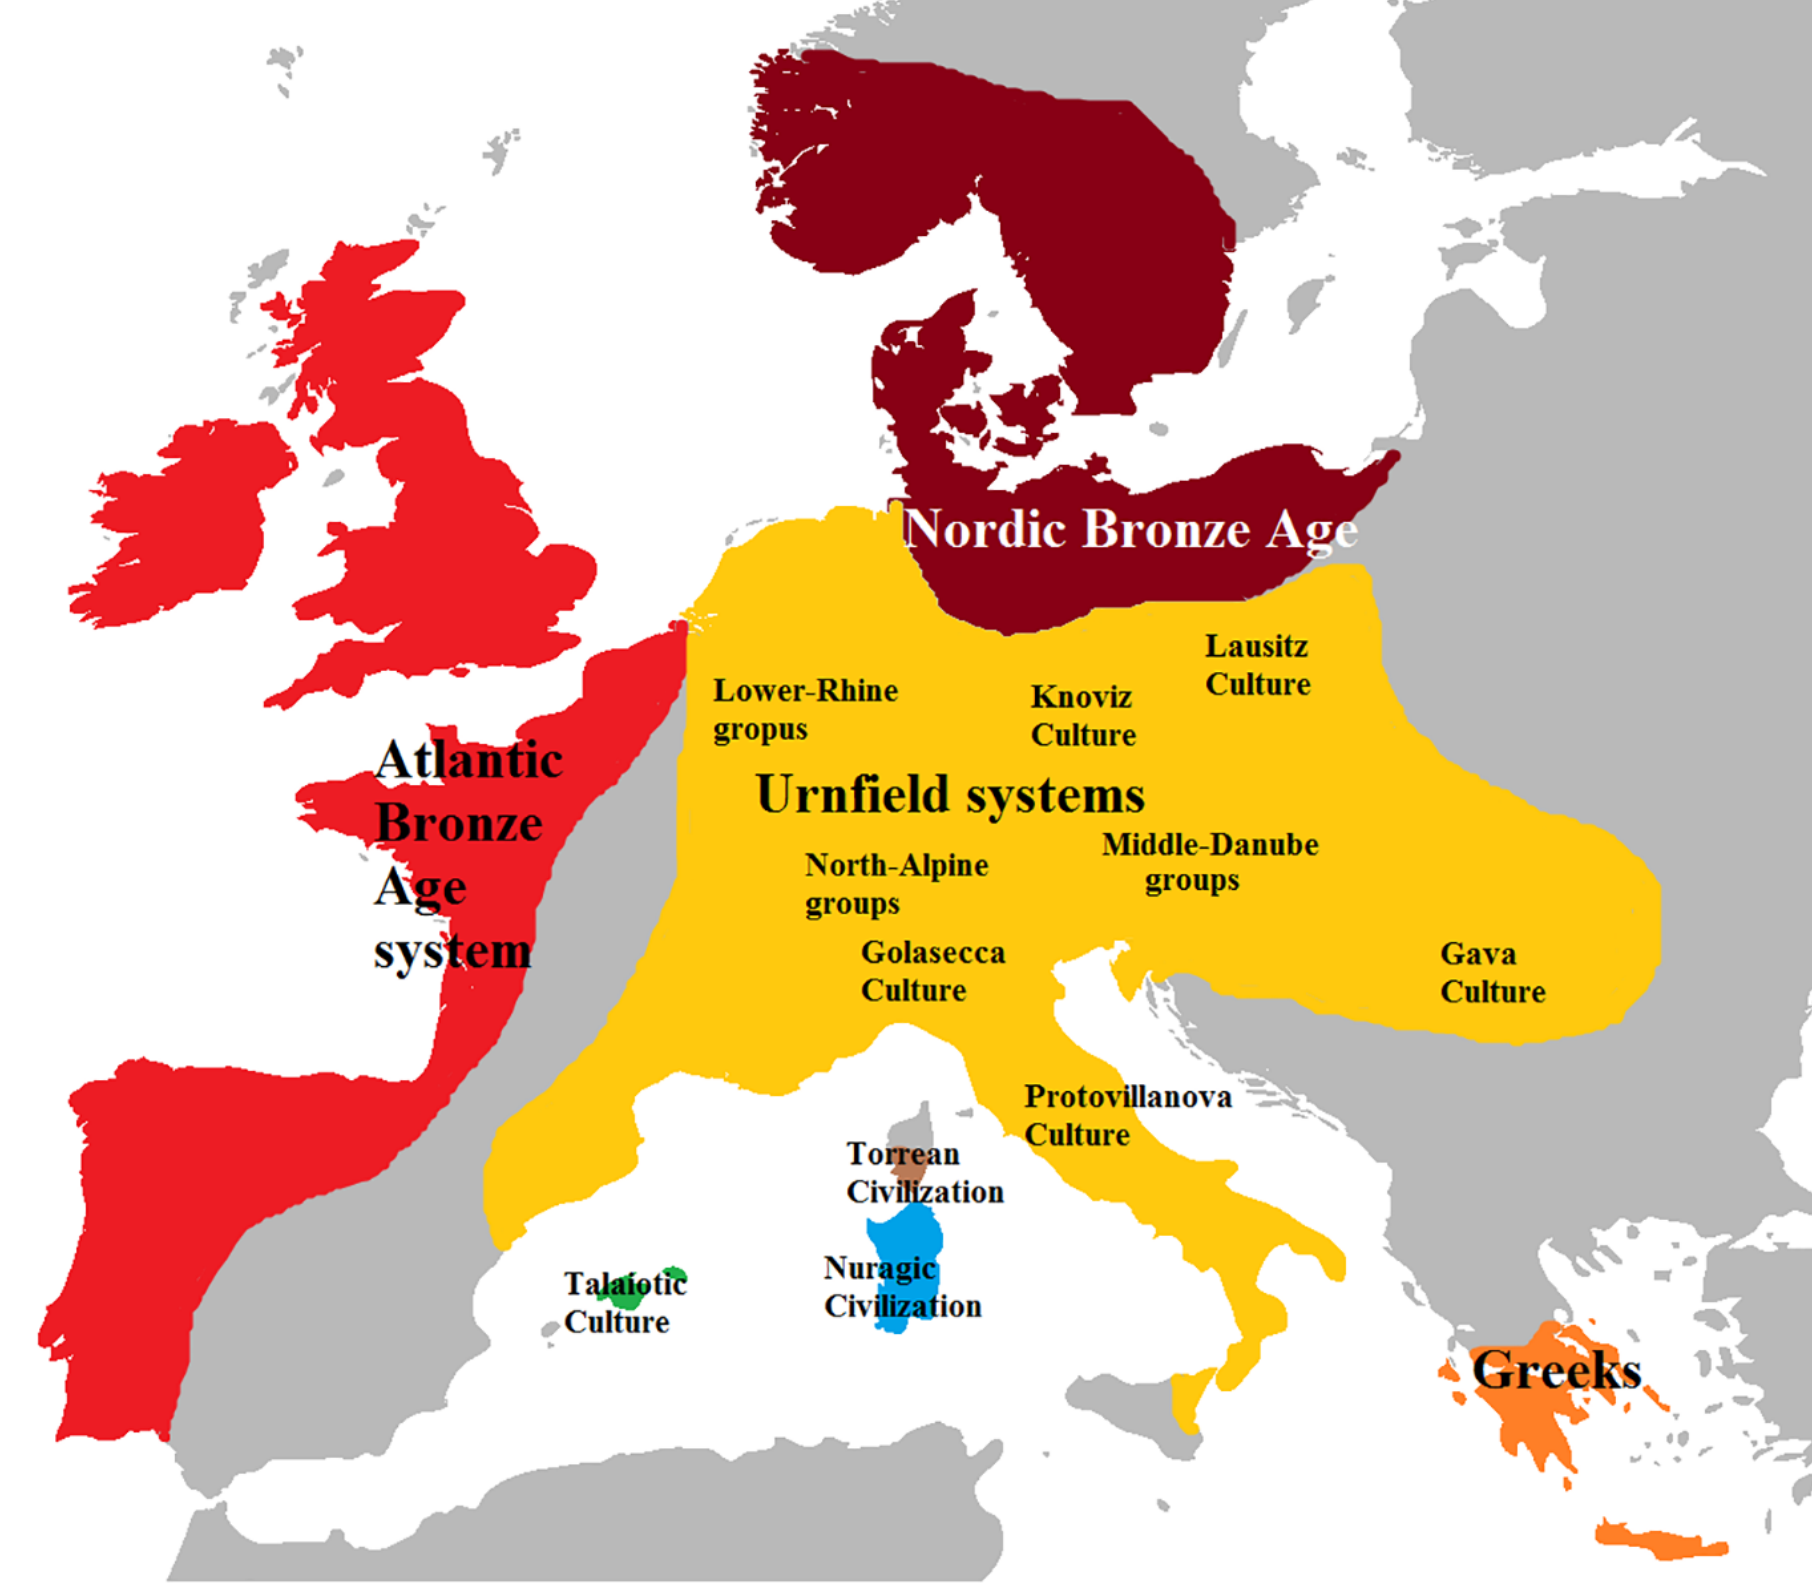 Nordic Bronze Age
Lausitz
Culture
Lower-Rhine
gropus
Knoviz
Culture
Atlantic
Bronze
Age
system
Urnfield systems
North-Alpine
groups
Middle-Danube
groups
Golasecca
Culture
Gava
Culture
Protovillanova
Culture
Torrean
Civilization
Nuragic
Civilization
Talaiotic
Culture
Greeks